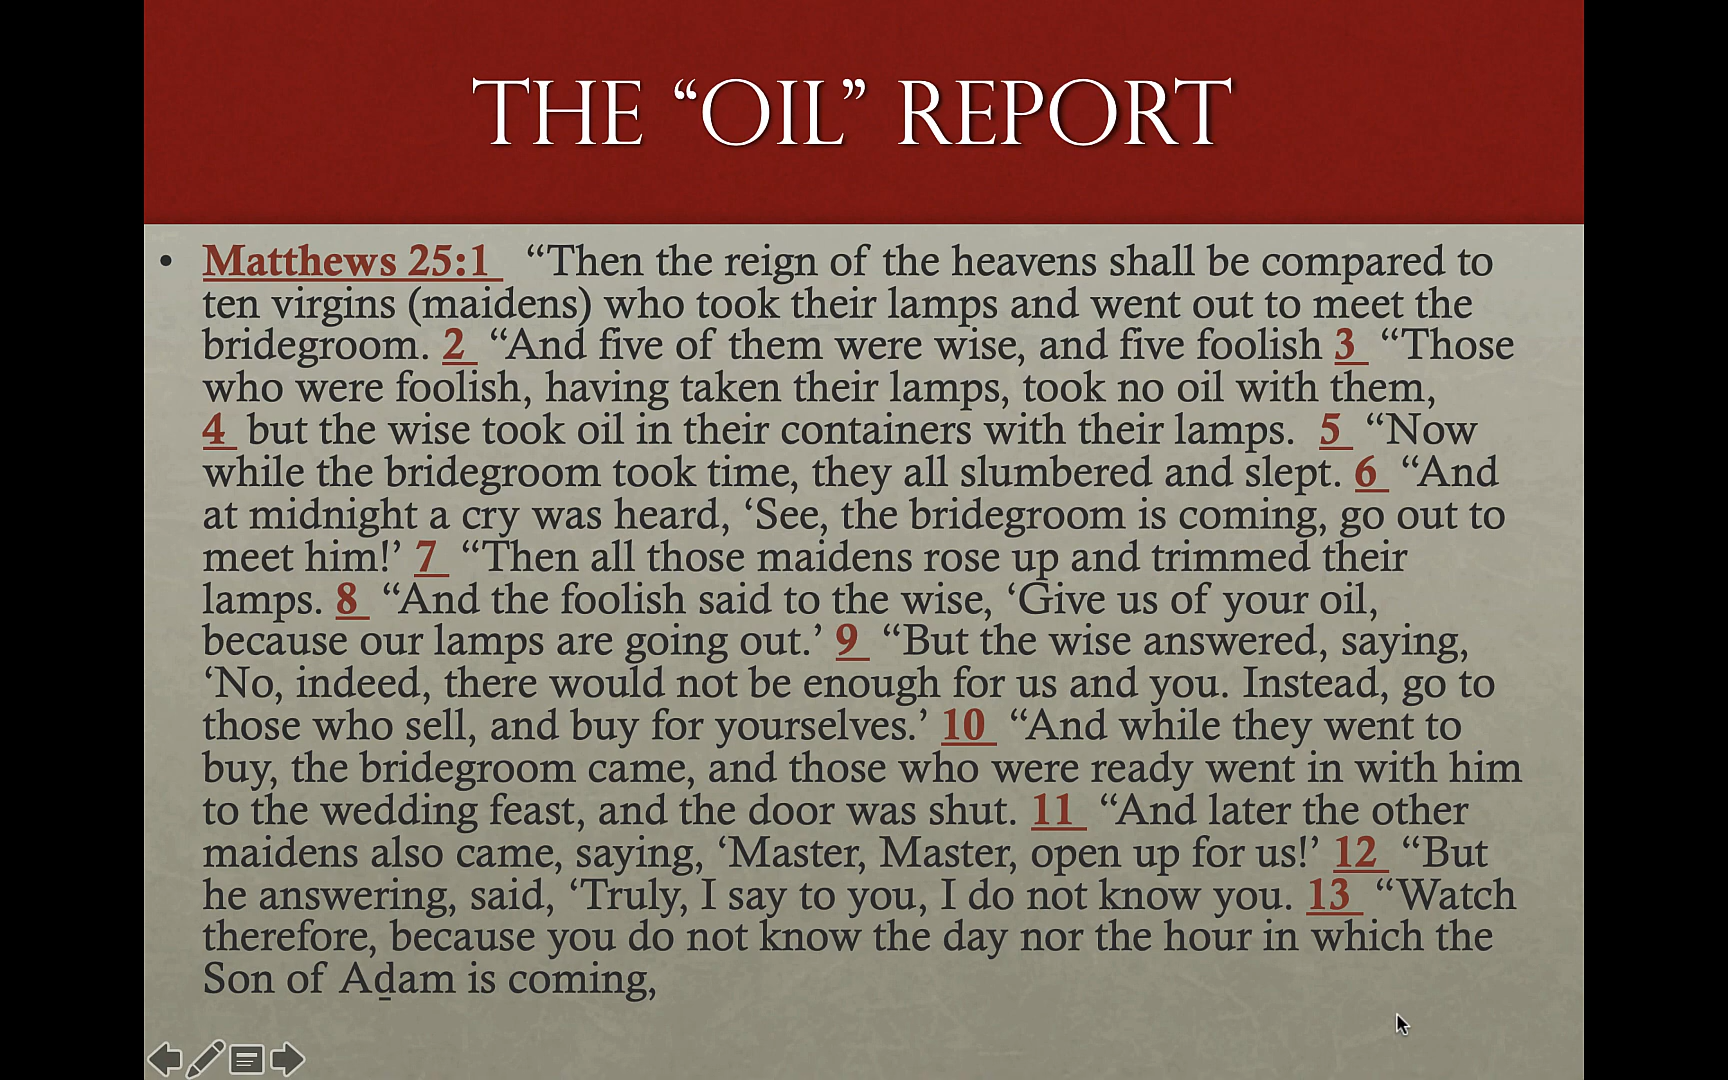 THE “OIL” REPORT
• Matthews 25:1 “Then the reign of the heavens shall be compared to
ten virgins (maidens) who took their lamps and went out to meet the
bridegroom. 2 “And five of them were wise, and five foolish 3 “Those
who were foolish, having taken their lamps, took no oil with them,
4 but the wise took oil in their containers with their lamps. 5 “Now
while the bridegroom took time, they all slumbered and slept. 6 “And
at midnight a cry was heard, ‘See, the bridegroom is coming, go out to
meet him!’ 7 “Then all those maidens rose up and trimmed their
lamps. 8 “And the foolish said to the wise, ‘Give us of your oil,
because our lamps are going out.’ 9 “But the wise answered, saying,
‘No, indeed, there would not be enough for us and you. Instead, go to
those who sell, and buy for yourselves.’ 10 “And while they went to
buy, the bridegroom came, and those who were ready went in with him
to the wedding feast, and the door was shut. 11 “And later the other
maidens also came, saying, ‘Master, Master, open up for us!’ 12 “But
he answering, said, ‘Truly, I say to you, I do not know you. 13 “Watch
therefore, because you do not know the day nor the hour in which the
Son of Aḏam is coming,